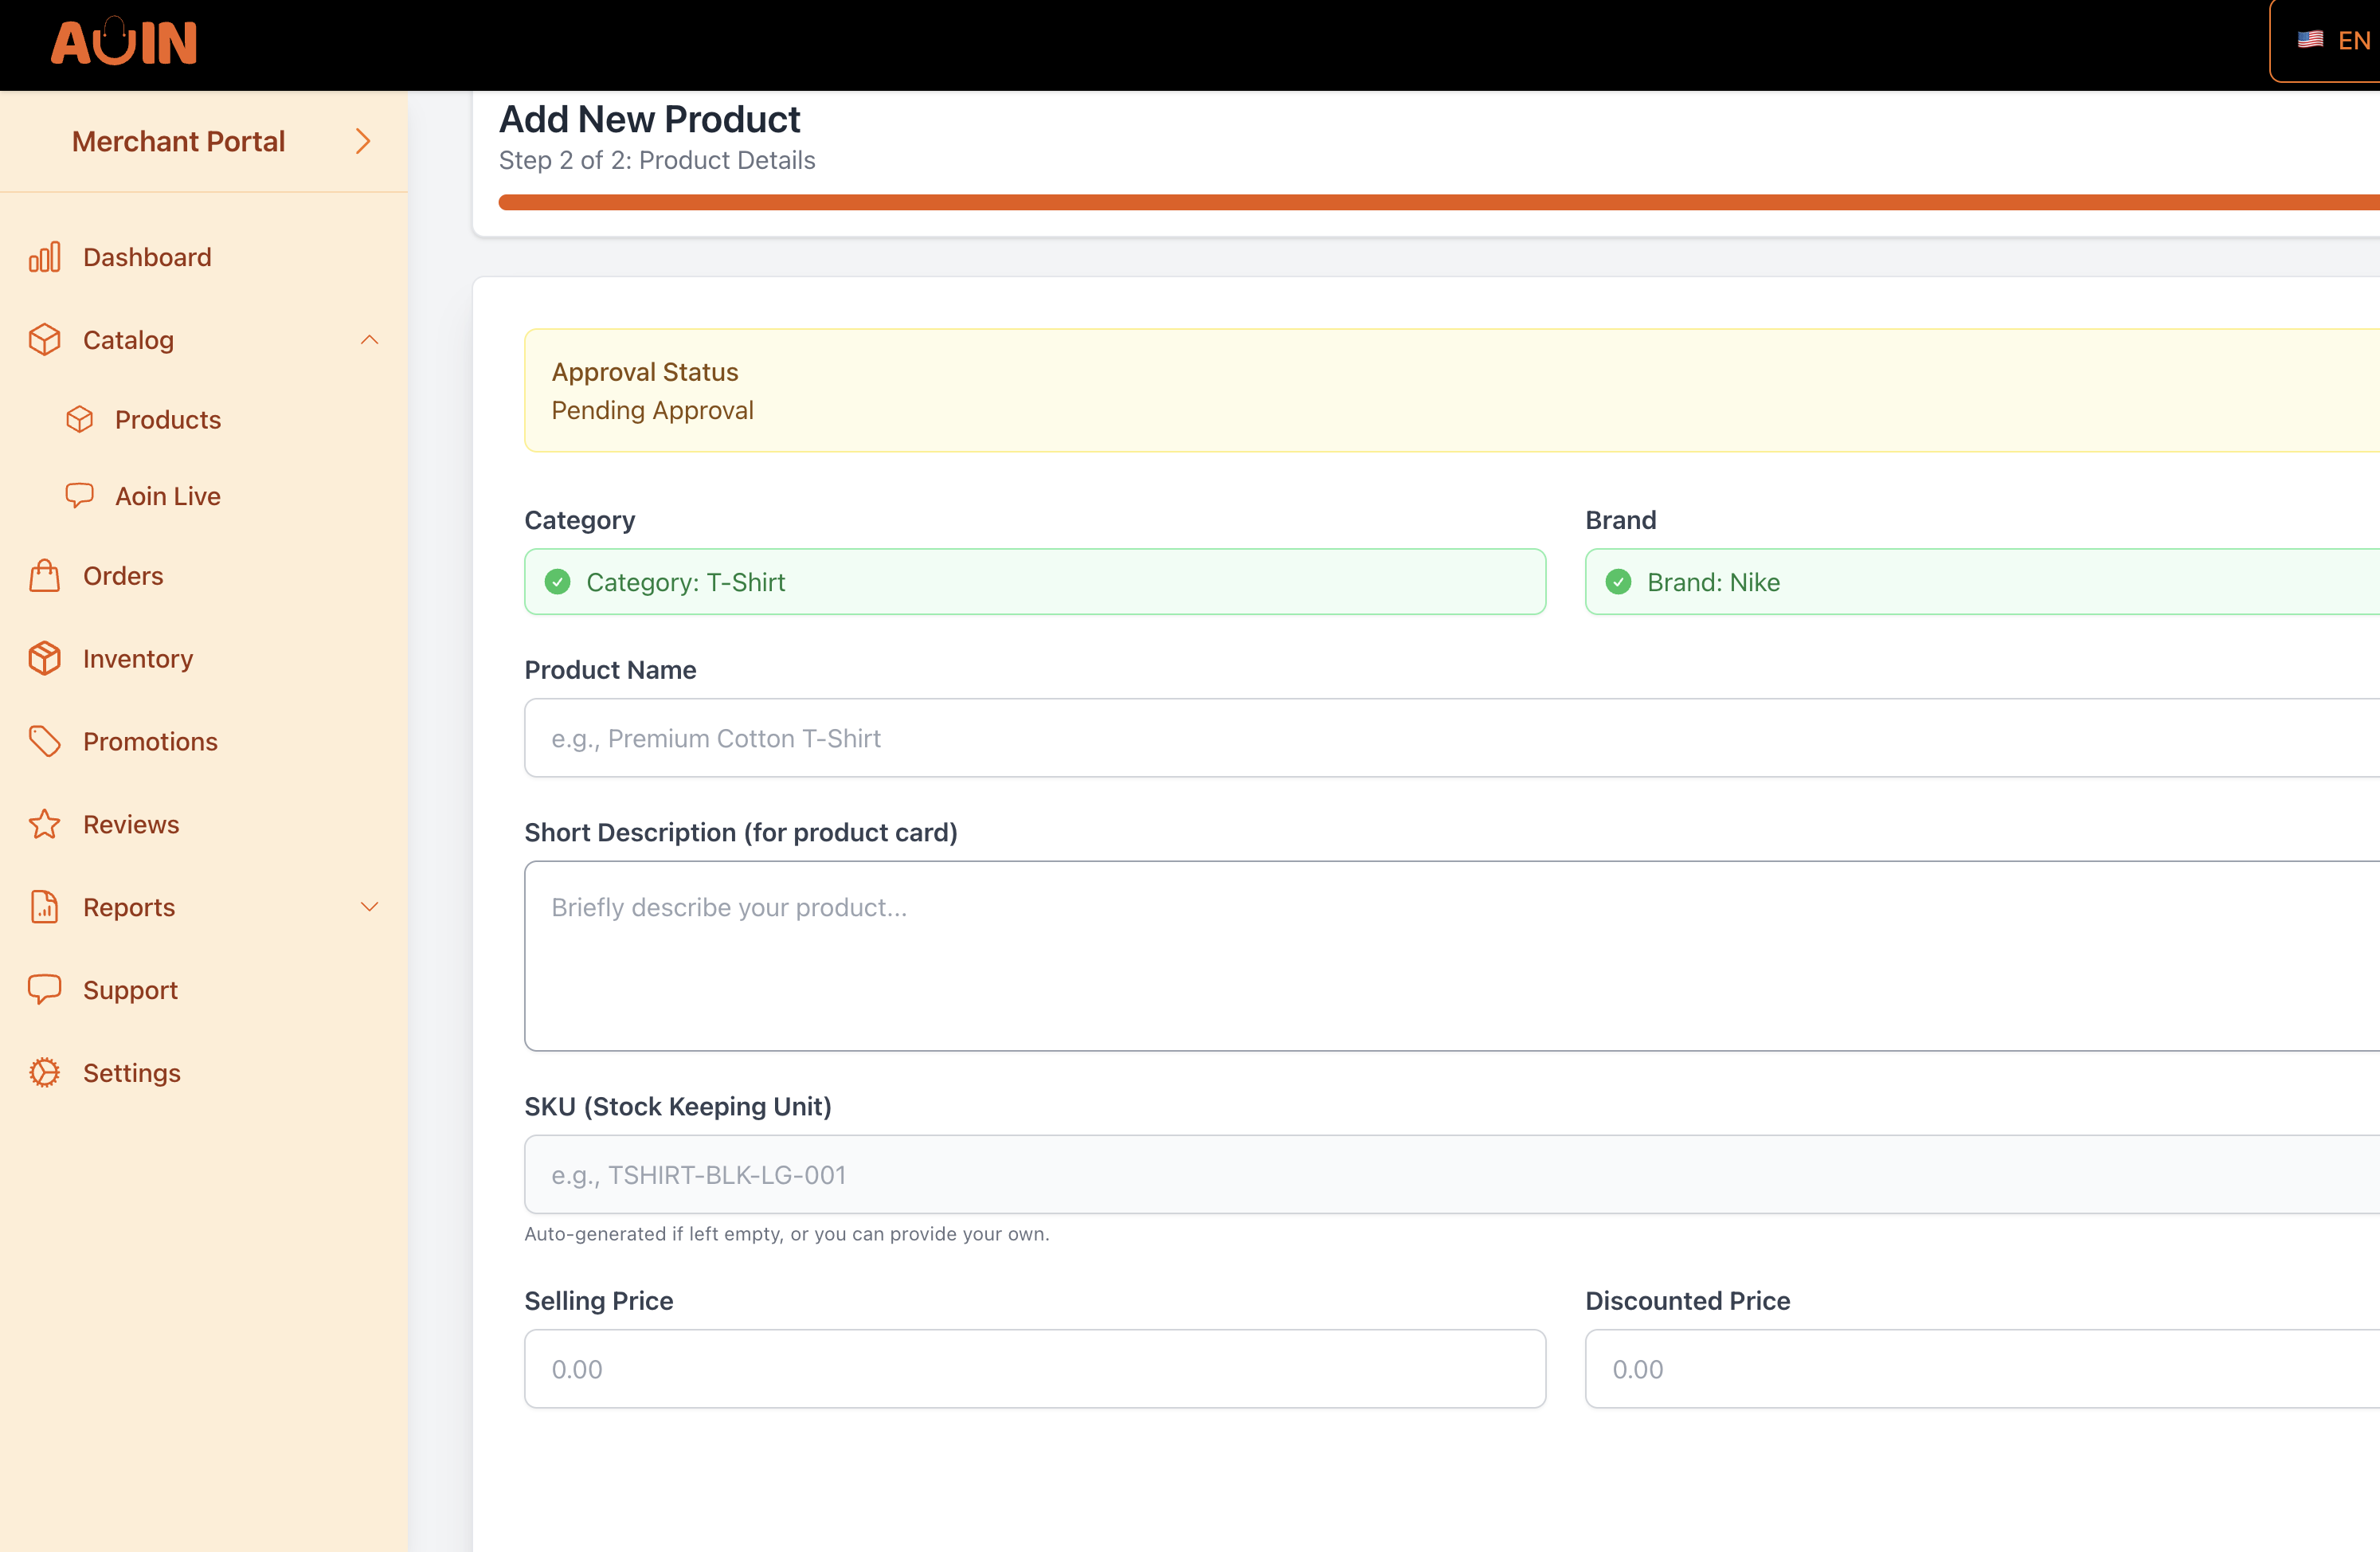 AOIN
EN
Merchant Portal
Dashboard
Catalog
Products
Aoin Live
Orders
Inventory
Promotions
Reviews
Reports
Support
Settings
Add New Product
Step 2 of 2: Product Details
Approval Status
Pending Approval
Category
Brand
Category: T-Shirt
Brand: Nike
Product Name
e.g., Premium Cotton T-Shirt
Short Description (for product card)
Briefly describe your product...
SKU (Stock Keeping Unit)
e.g., TSHIRT-BLK-LG-001
Auto-generated if left empty, or you can provide your own.
Selling Price
Discounted Price
0.00
0.00